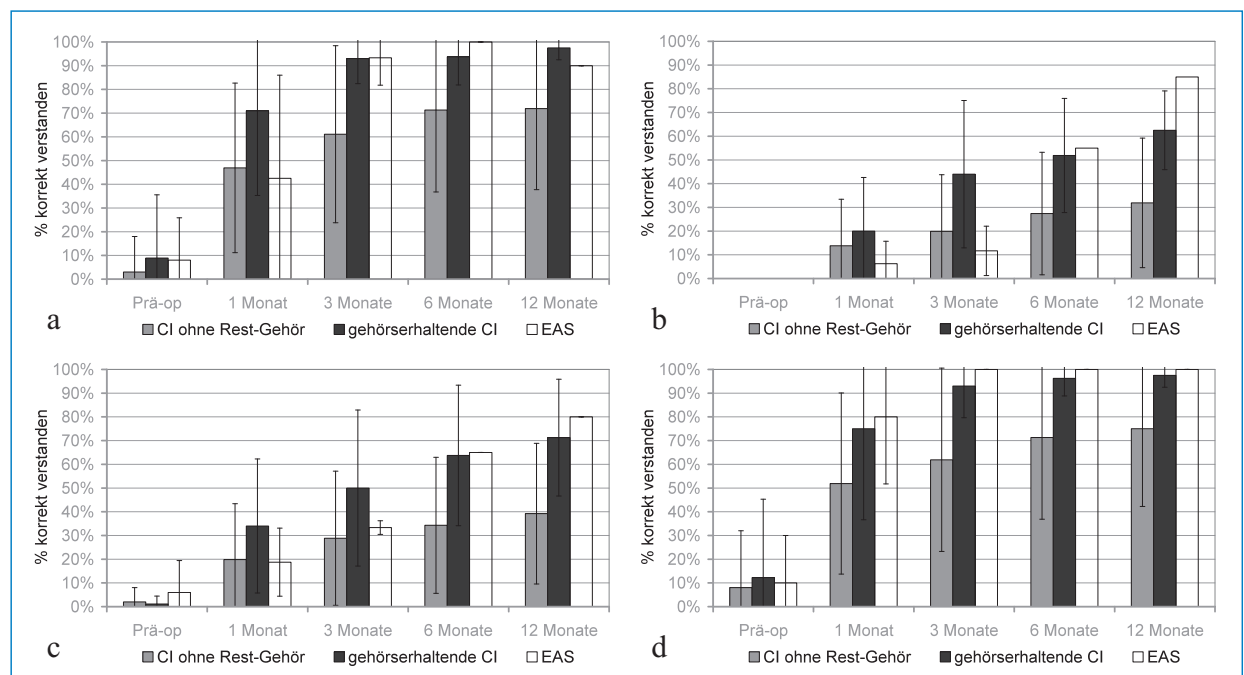 % korrekt verstanden
100%
90%
80%
70%
60%
50%
40%
30%
20%
10%
0%
Prä-op 1 Monat 3 Monate 6 Monate 12 Monate
a
CI ohne Rest-Gehör gehörserhaltende CI EAS
% korrekt verstanden
100%
90%
80%
70%
60%
50%
40%
30%
20%
10%
0%
Prä-op 1 Monat 3 Monate 6 Monate 12 Monate
b
CI ohne Rest-Gehör gehörserhaltende CI EAS
% korrekt verstanden
100%
90%
80%
70%
60%
50%
40%
30%
20%
10%
0%
Prä-op 1 Monat 3 Monate 6 Monate 12 Monate
c
CI ohne Rest-Gehör gehörserhaltende CI EAS
% korrekt verstanden
100%
90%
80%
70%
60%
50%
40%
30%
20%
10%
0%
Prä-op 1 Monat 3 Monate 6 Monate 12 Monate
d
CI ohne Rest-Gehör gehörserhaltende CI EAS